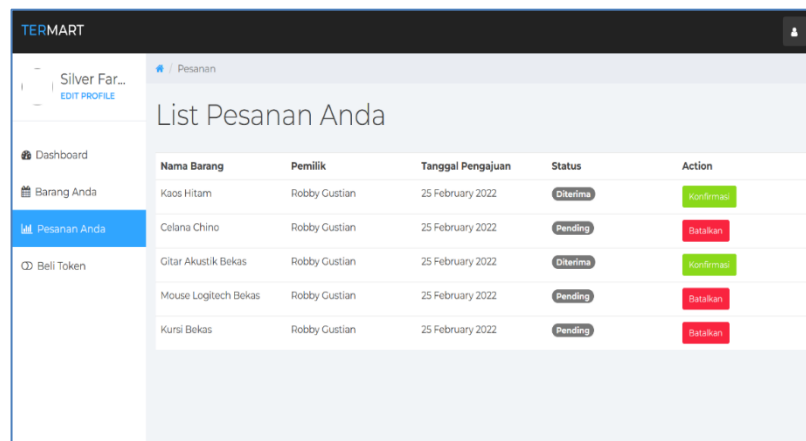 TERMART
Silver Far...
EDIT PROFILE
Dashboard
Barang Anda
Pesanan Anda
Beli Token
/ Pesanan
List Pesanan Anda
Nama Barang Pemilik Tanggal Pengajuan Status Action
Kaos Hitam Robby Gustian 25 February 2022 Diterima Konfirmasi
Celana Chino Robby Gustian 25 February 2022 Pending Batalkan
Gitar Akustik Bekas Robby Gustian 25 February 2022 Diterima Konfirmasi
Mouse Logitech Bekas Robby Gustian 25 February 2022 Pending Batalkan
Kursi Bekas Robby Gustian 25 February 2022 Pending Batalkan